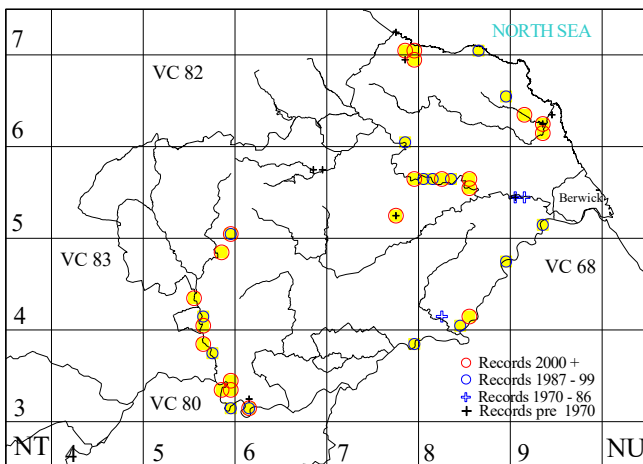 NORTH SEA
7
VC 82
6
Berwick
5
VC 83
VC 68
4
Records 2000 +
Records 1987 - 99
Records 1970 - 86
Records pre 1970
VC 80
3
NT 4 5 6 7 8 9 NU